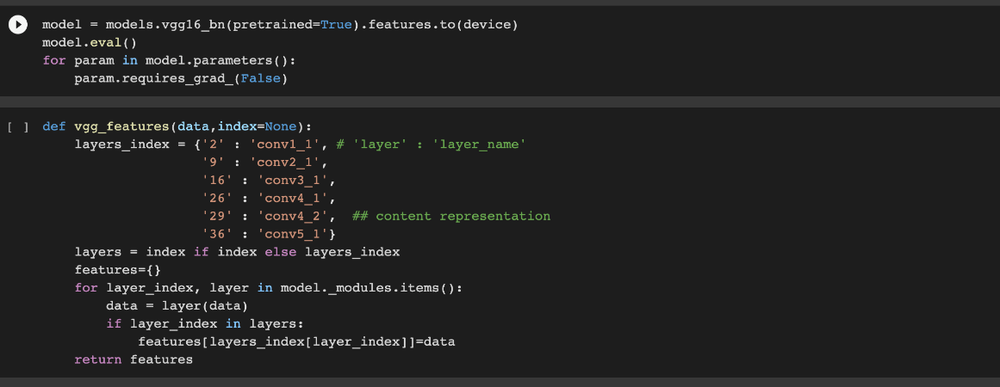 model = models.vgg16_bn(pretrained=True).features.to(device)
model.eval()
for param in model.parameters():
    param.requires_grad_(False)
[ ] def vgg_features(data,index=None):
    layers_index = {'2' : 'conv1_1', # 'layer' : 'layer_name'
                    '9' : 'conv2_1',
                    '16' : 'conv3_1',
                    '26' : 'conv4_1',
                    '29' : 'conv4_2',  ## content representation
                    '36' : 'conv5_1'}
    layers = index if index else layers_index
    features={}
    for layer_index, layer in model._modules.items():
        data = layer(data)
        if layer_index in layers:
            features[layers_index[layer_index]]=data
    return features